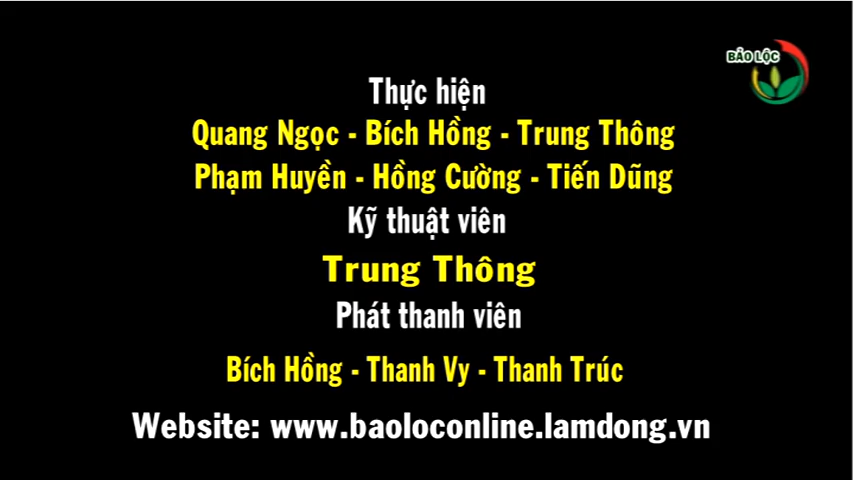 BẢO LỘC
Thực hiện
Quang Ngọc - Bích Hồng - Trung Thông
Phạm Huyền - Hồng Cường - Tiến Dũng
Kỹ thuật viên
Trung Thông
Phát thanh viên
Bích Hồng - Thanh Vy - Thanh Trúc
Website: www.baoloconline.lamdong.vn